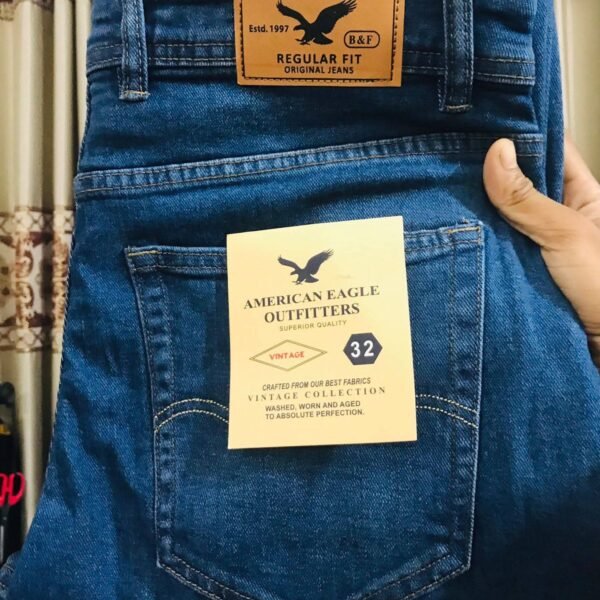 Estd. 1997
B&F
REGULAR FIT
ORIGINAL JEANS
AMERICAN EAGLE
OUTFITTERS
SUPERIOR QUALITY
VINTAGE
32
CRAFTED FROM OUR BEST FABRICS
VINTAGE COLLECTION
WASHED, WORN AND AGED
TO ABSOLUTE PERFECTION.